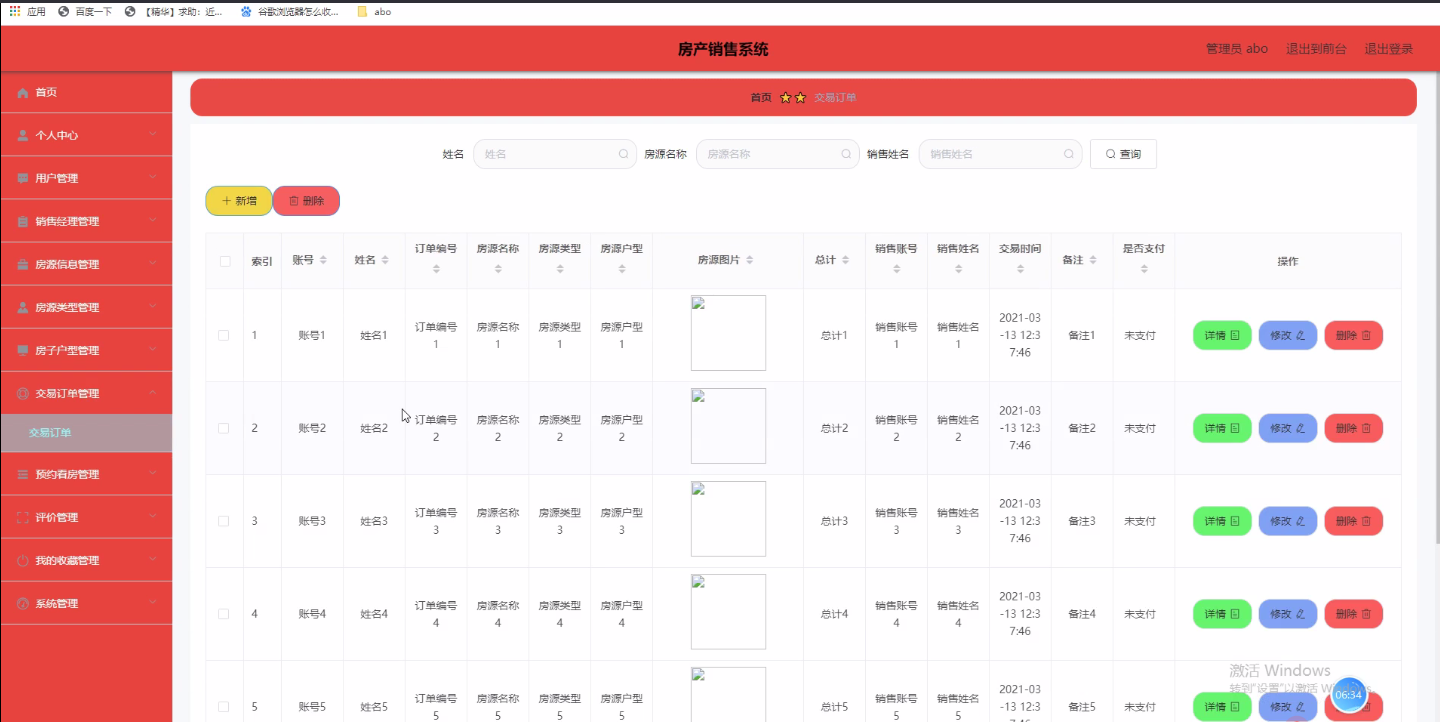 应用 百度一下 【精华】求助：近... 谷歌浏览器怎么收... abo
房产销售系统
管理员 abo 退出到前台 退出登录
首页
个人中心
用户管理
销售经理管理
房源信息管理
房源类型管理
房子户型管理
交易订单管理
交易订单
预约看房管理
评价管理
我的收藏管理
系统管理
首页 交易订单
姓名 姓名 房源名称 房源名称 销售姓名 销售姓名 查询
新增 删除
索引 账号 姓名 订单编号 房源名称 房源类型 房源户型 房源图片 总计 销售账号 销售姓名 交易时间 备注 是否支付 操作
1 账号1 姓名1 订单编号1 房源名称1 房源类型1 房源户型1 总计1 销售账号1 销售姓名1 2021-03-13 12:37:46 备注1 未支付 详情 修改 删除
2 账号2 姓名2 订单编号2 房源名称2 房源类型2 房源户型2 总计2 销售账号2 销售姓名2 2021-03-13 12:37:46 备注2 未支付 详情 修改 删除
3 账号3 姓名3 订单编号3 房源名称3 房源类型3 房源户型3 总计3 销售账号3 销售姓名3 2021-03-13 12:37:46 备注3 未支付 详情 修改 删除
4 账号4 姓名4 订单编号4 房源名称4 房源类型4 房源户型4 总计4 销售账号4 销售姓名4 2021-03-13 12:37:46 备注4 未支付 详情 修改 删除
5 账号5 姓名5 订单编号5 房源名称5 房源类型5 房源户型5 总计5 销售账号5 销售姓名5 2021-03-13 12:3 备注5 未支付 详情 修改
激活 Windows
转到"设置"以激活 W
06:34